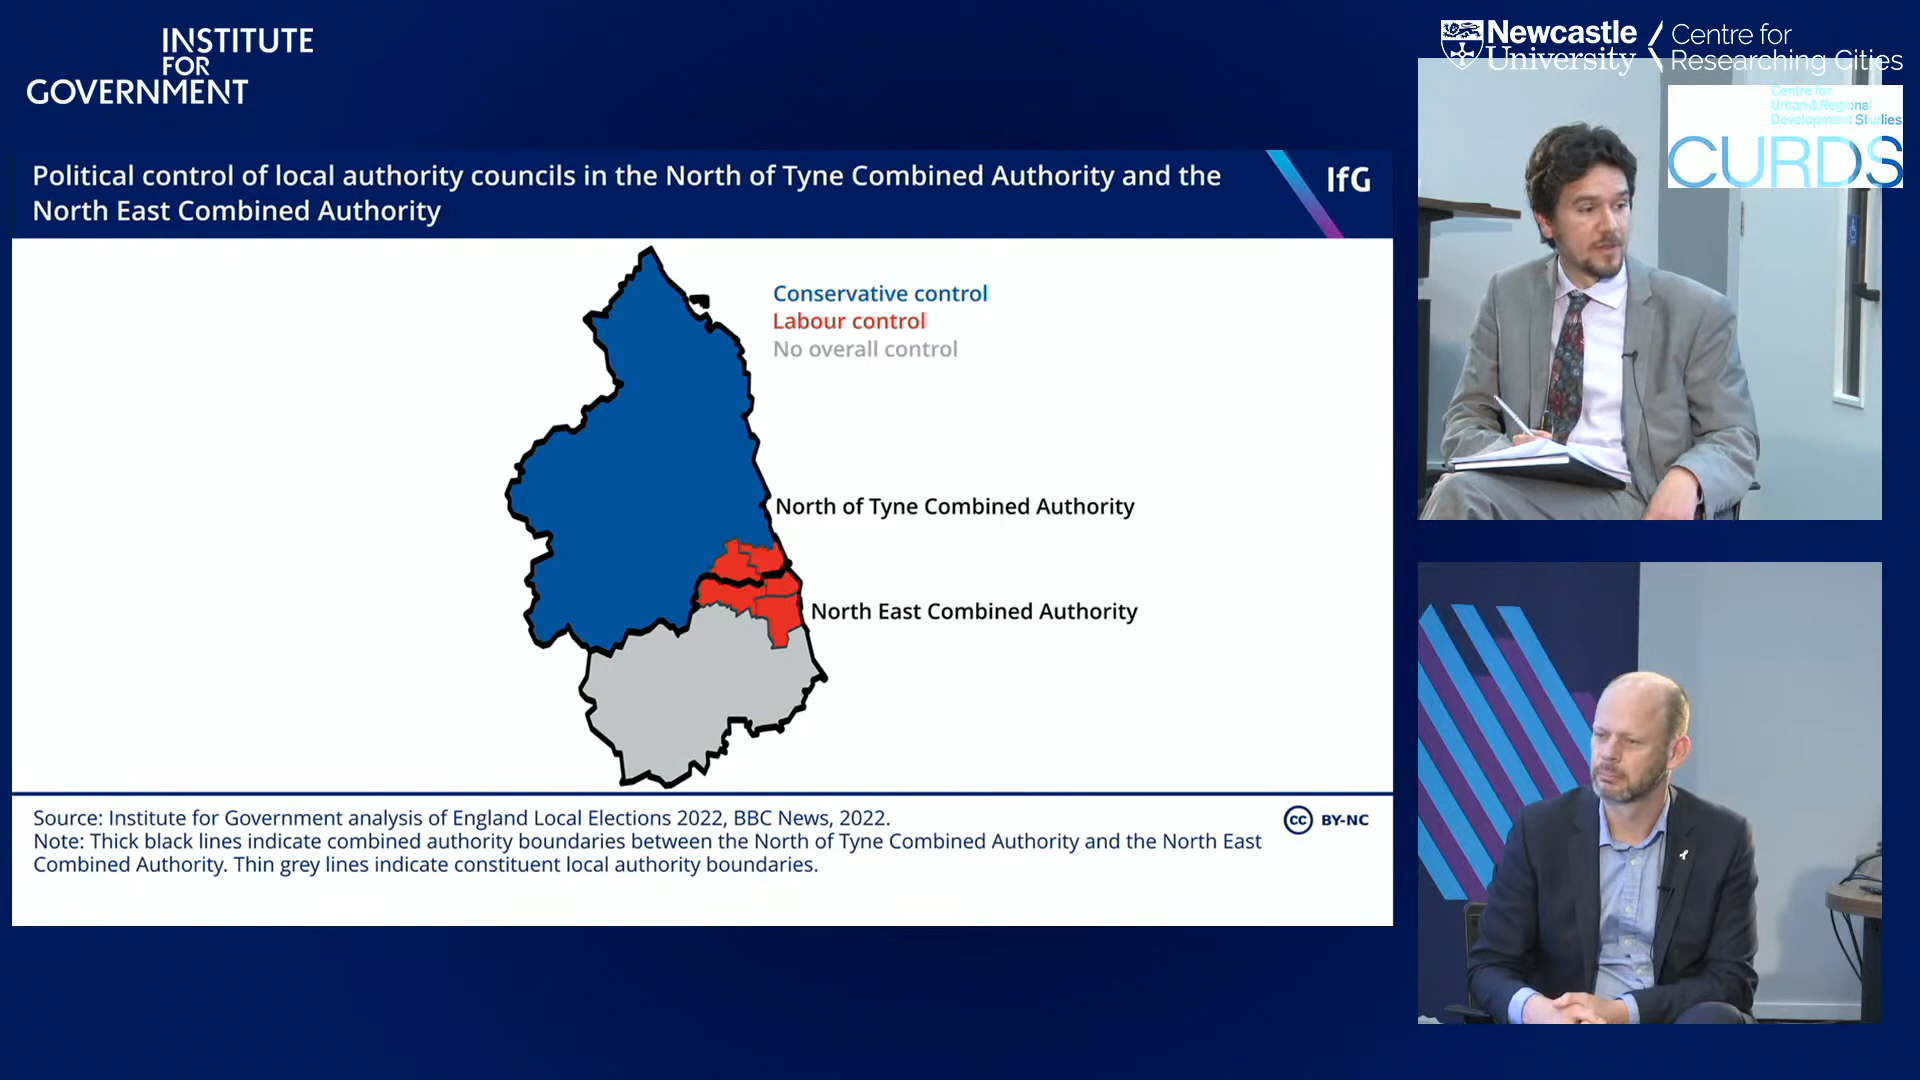 INSTITUTE
FOR
GOVERNMENT
Newcastle
University
Centre for
Researching Cities
Centre for
Urban & Regional
Development Studies
CURDS
Political control of local authority councils in the North of Tyne Combined Authority and the
North East Combined Authority
IfG
Conservative control
Labour control
No overall control
North of Tyne Combined Authority
North East Combined Authority
Source: Institute for Government analysis of England Local Elections 2022, BBC News, 2022.
Note: Thick black lines indicate combined authority boundaries between the North of Tyne Combined Authority and the North East
Combined Authority. Thin grey lines indicate constituent local authority boundaries.
cc BY-NC